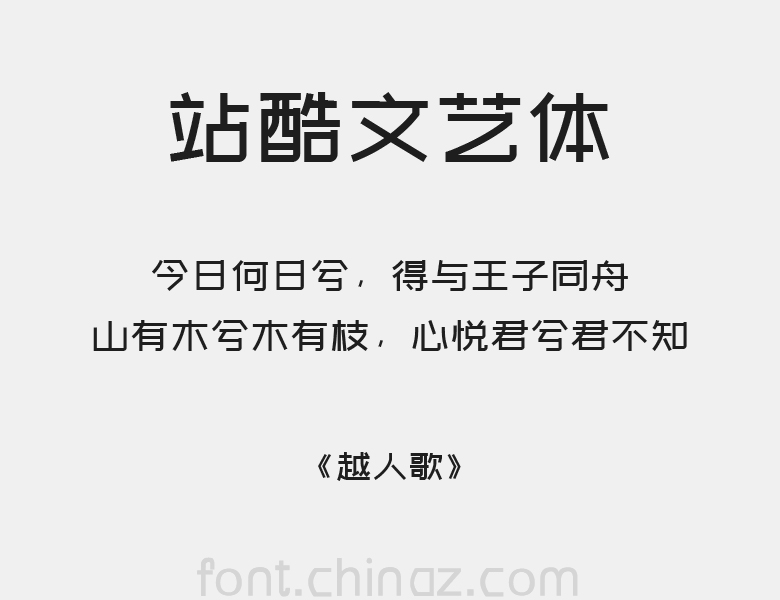 站酷文艺体
今日何日兮，得与王子同舟
山有木兮木有枝，心悦君兮君不知
《越人歌》
font.chinaz.com